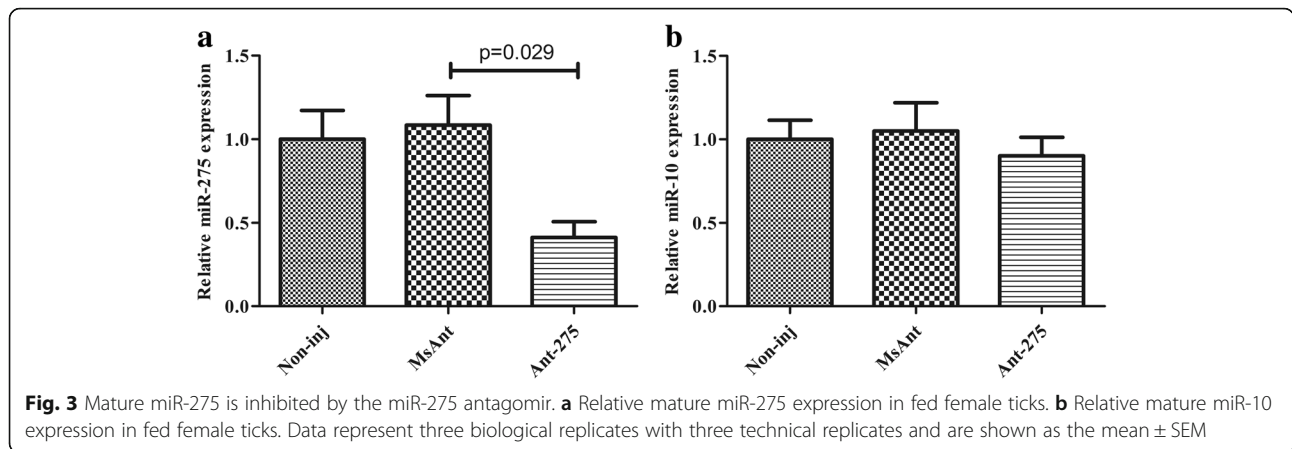 a
Relative miR-275 expression
1.5
1.0
0.5
0.0
p=0.029
Non-inj
MsAnt
Ant-275
b
Relative miR-10 expression
1.5
1.0
0.5
0.0
Non-inj
MsAnt
Ant-275
Fig. 3 Mature miR-275 is inhibited by the miR-275 antagomir. a Relative mature miR-275 expression in fed female ticks. b Relative mature miR-10
expression in fed female ticks. Data represent three biological replicates with three technical replicates and are shown as the mean ± SEM